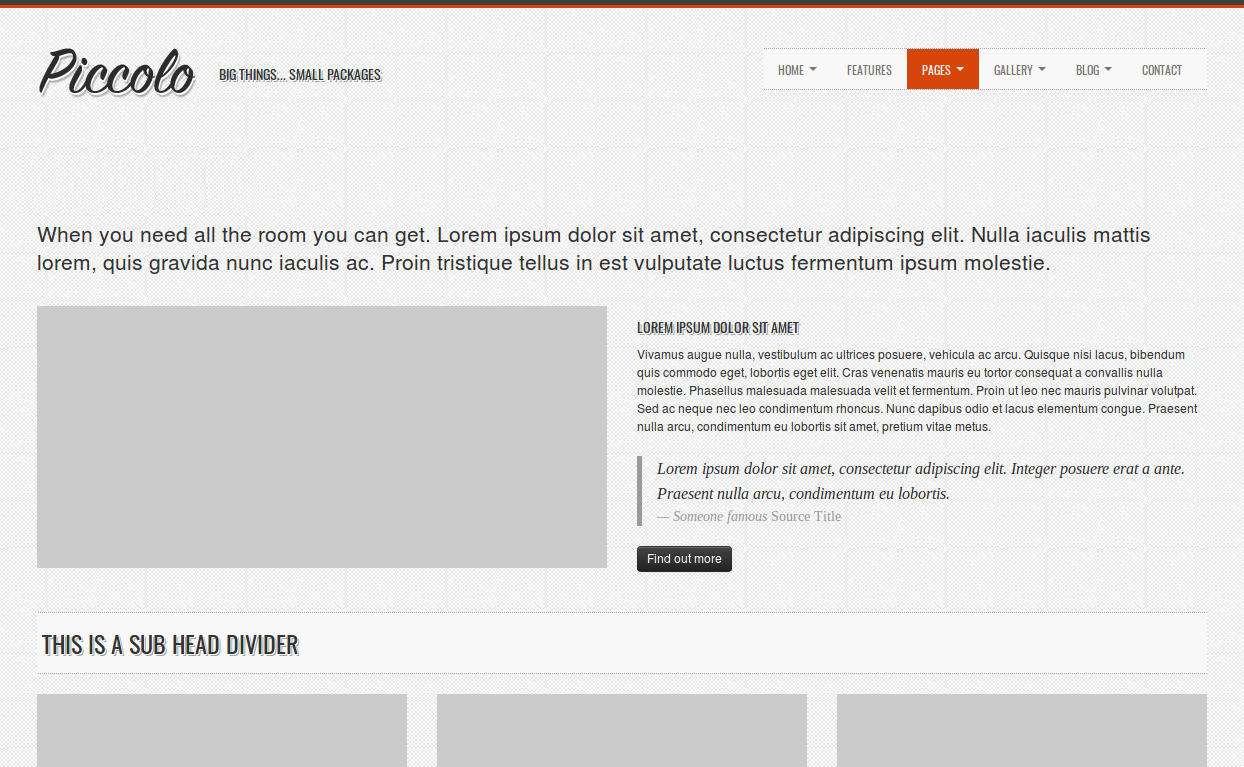 Piccolo
BIG THINGS... SMALL PACKAGES
HOME FEATURES PAGES GALLERY BLOG CONTACT
When you need all the room you can get. Lorem ipsum dolor sit amet, consectetur adipiscing elit. Nulla iaculis mattis
lorem, quis gravida nunc iaculis ac. Proin tristique tellus in est vulputate luctus fermentum ipsum molestie.
LOREM IPSUM DOLOR SIT AMET
Vivamus augue nulla, vestibulum ac ultrices posuere, vehicula ac arcu. Quisque nisi lacus, bibendum
quis commodo eget, lobortis eget elit. Cras venenatis mauris eu tortor consequat a convallis nulla
molestie. Phasellus malesuada malesuada velit et fermentum. Proin ut leo nec mauris pulvinar volutpat.
Sed ac neque nec leo condimentum rhoncus. Nunc dapibus odio et lacus elementum congue. Praesent
nulla arcu, condimentum eu lobortis sit amet, pretium vitae metus.
Lorem ipsum dolor sit amet, consectetur adipiscing elit. Integer posuere erat a ante.
Praesent nulla arcu, condimentum eu lobortis.
— Someone famous Source Title
Find out more
THIS IS A SUB HEAD DIVIDER